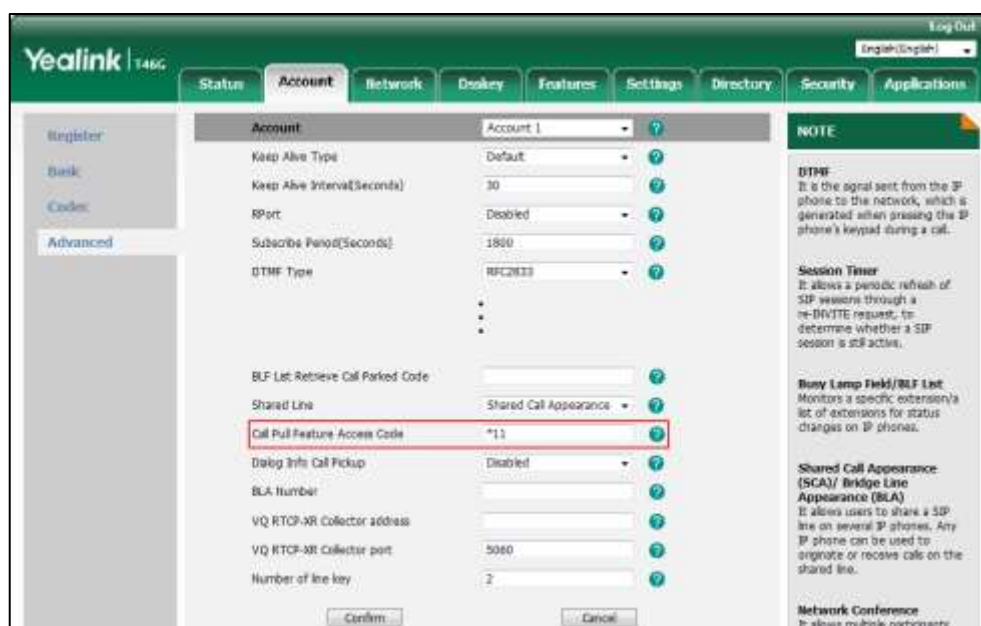 Log Out
Yealink T46G
English(English)
Status Account Network Dsskey Features Settings Directory Security Applications
Register
Basic
Codec
Advanced
Account Account 1
Keep Alive Type Default
Keep Alive Interval(Seconds) 30
RPort Disabled
Subscribe Period(Seconds) 1800
DTMF Type RFC2833
BLF List Retrieve Call Parked Code
Shared Line Shared Call Appearance
Call Pull Feature Access Code *11
Dialog Info Call Pickup Disabled
BLA Number
VQ RTCP-XR Collector address
VQ RTCP-XR Collector port 5060
Number of line key 2
Confirm Cancel
NOTE
DTMF
It is the signal sent from the IP
phone to the network, which is
generated when pressing the IP
phone's keypad during a call.
Session Timer
It allows a periodic refresh of
SIP sessions through a
re-INVITE request, to
determine whether a SIP
session is still active.
Busy Lamp Field/BLF List
Monitors a specific extension/a
list of extensions for status
changes on IP phones.
Shared Call Appearance
(SCA)/ Bridge Line
Appearance (BLA)
It allows users to share a SIP
line on several IP phones. Any
IP phone can be used to
originate or receive calls on the
shared line.
Network Conference
It allows multiple participants